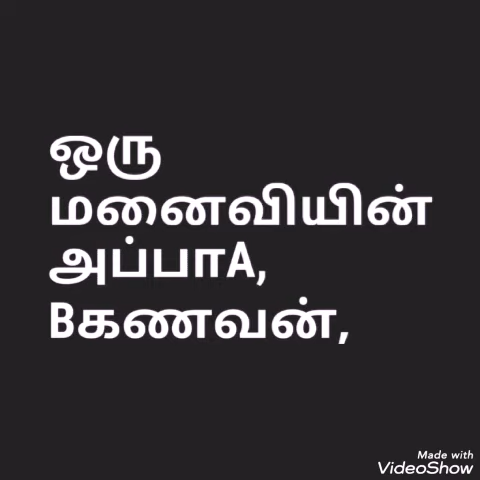 ஒரு
மனைவியின்
அப்பாA,
Bகணவன்,
Made with
VideoShow